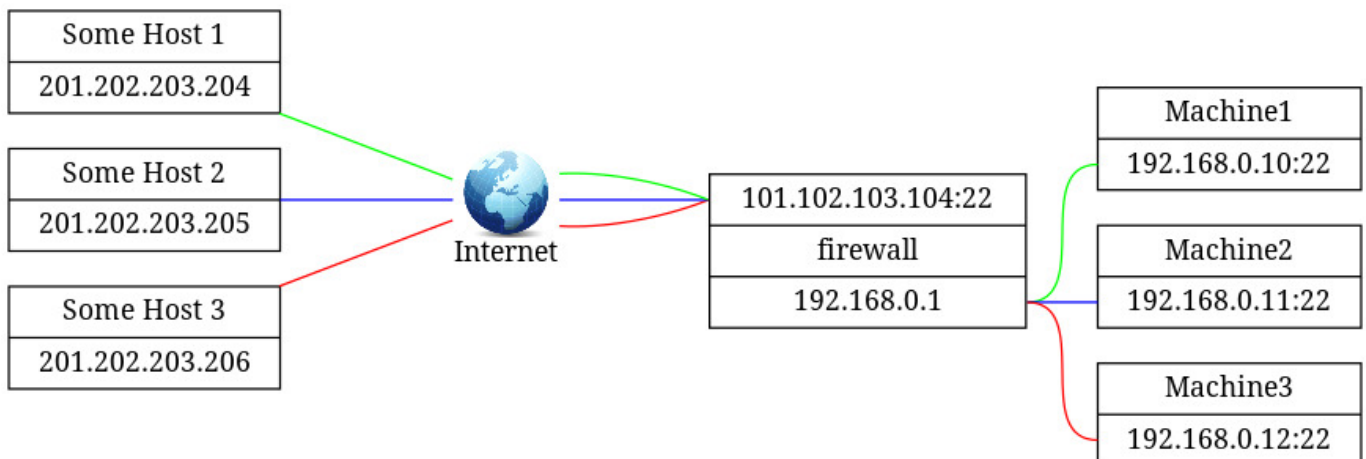 Some Host 1
201.202.203.204
Some Host 2
201.202.203.205
Some Host 3
201.202.203.206
Internet
101.102.103.104:22
firewall
192.168.0.1
Machine1
192.168.0.10:22
Machine2
192.168.0.11:22
Machine3
192.168.0.12:22